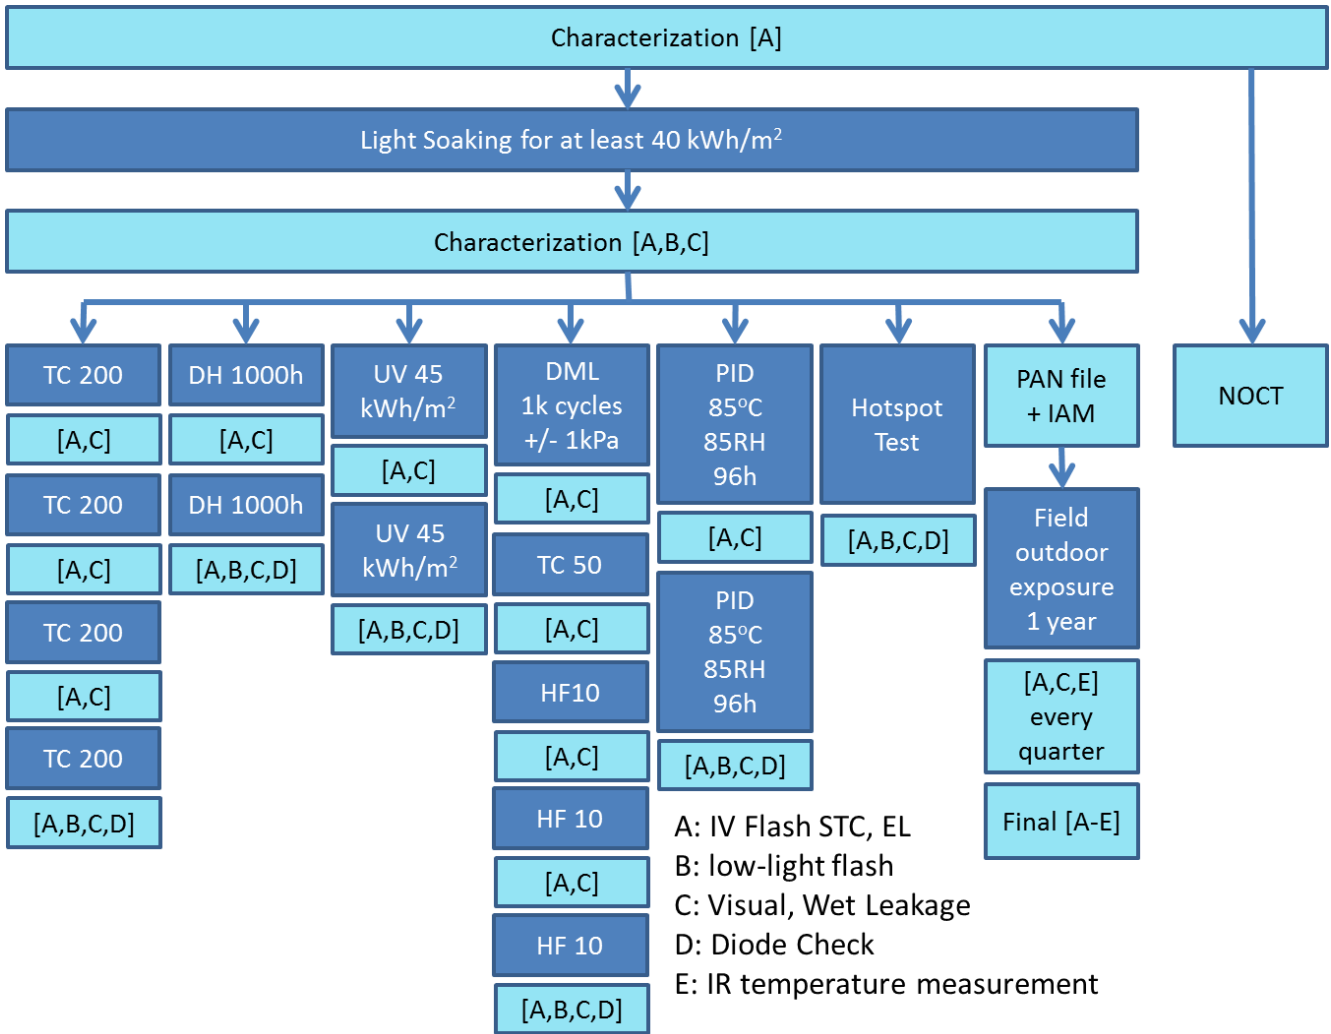 Characterization [A]
Light Soaking for at least 40 kWh/m²
Characterization [A,B,C]
TC 200
[A,C]
TC 200
[A,C]
TC 200
[A,C]
TC 200
[A,B,C,D]
DH 1000h
[A,C]
DH 1000h
[A,B,C,D]
UV 45
kWh/m²
[A,C]
UV 45
kWh/m²
[A,B,C,D]
DML
1k cycles
+/- 1kPa
[A,C]
TC 50
[A,C]
HF10
[A,C]
HF 10
[A,C]
HF 10
[A,B,C,D]
PID
85°C
85RH
96h
[A,C]
PID
85°C
85RH
96h
[A,B,C,D]
Hotspot
Test
[A,B,C,D]
PAN file
+ IAM
Field
outdoor
exposure
1 year
[A,C,E]
every
quarter
Final [A-E]
NOCT
A: IV Flash STC, EL
B: low-light flash
C: Visual, Wet Leakage
D: Diode Check
E: IR temperature measurement